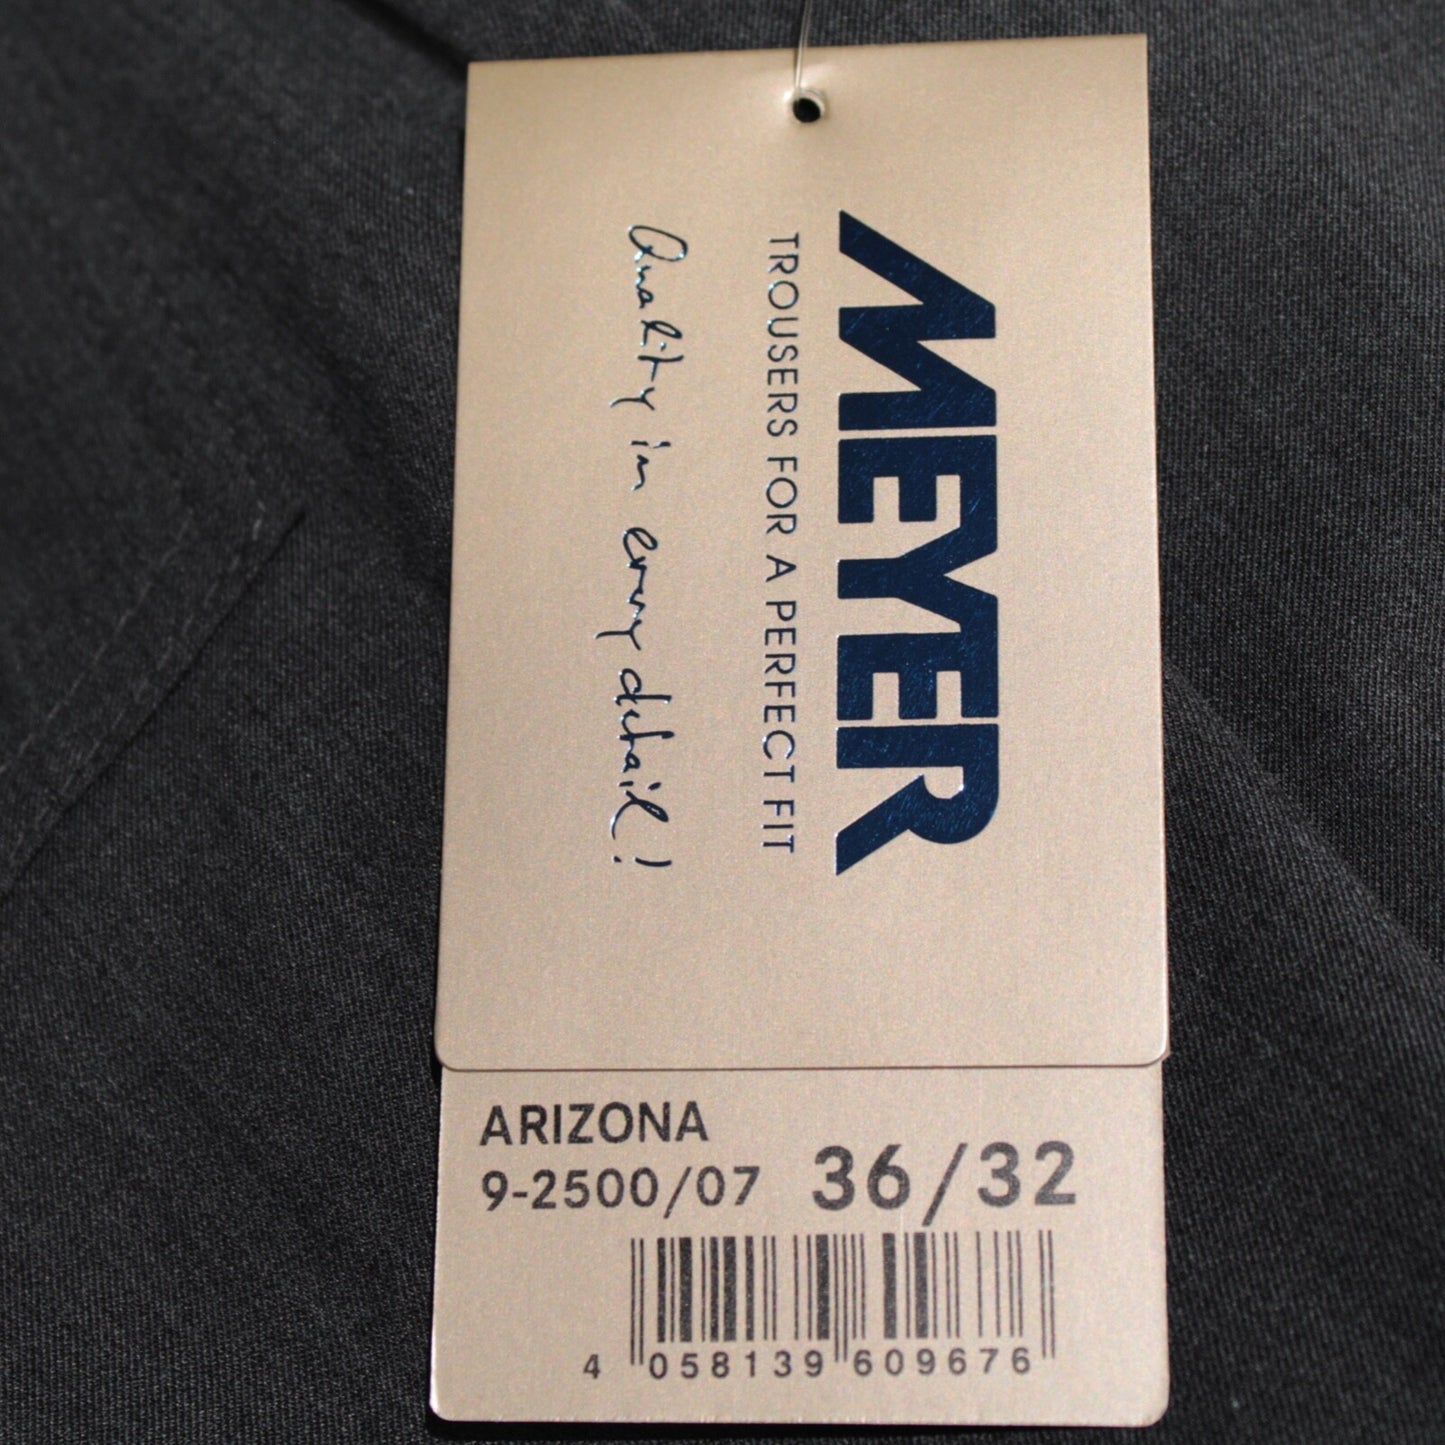 MEYER
TROUSERS FOR A PERFECT FIT
Quality in every detail!
ARIZONA
9-2500/07 36/32
4 058139 609676